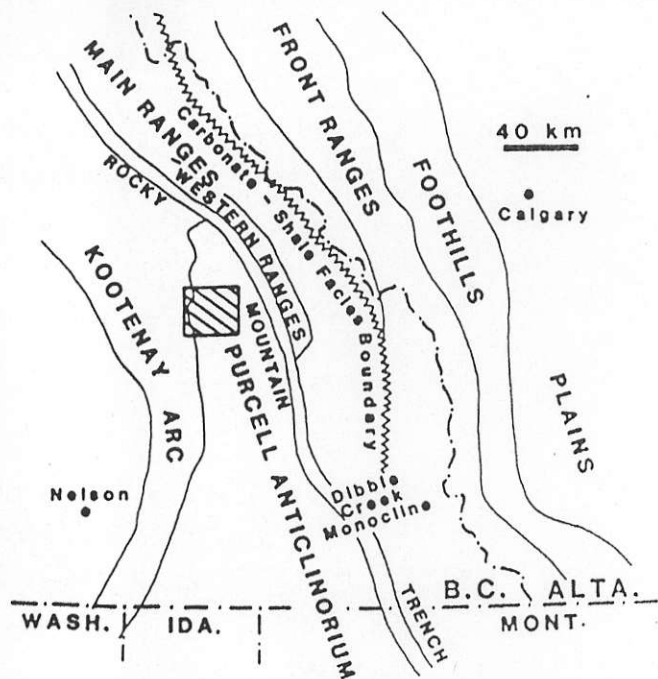 FRONT RANGES
MAIN RANGES
Carbonate - Shale Facies Boundary
40 km
FOOTHILLS
Calgary
ROCKY MOUNTAIN TRENCH
WESTERN RANGES
KOOTENAY ARC
PURCELL ANTICLINORIUM
PLAINS
Nelson
Dibble
Creek
Monocline
B.C. ALTA.
WASH. IDA. MONT.